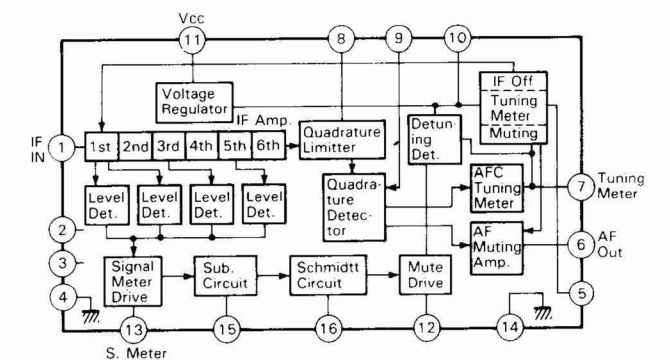 Vcc
11
8
9
10
IF Off
Tuning
Meter
Muting
Voltage
Regulator
IF Amp.
IF
IN
1
1st 2nd 3rd 4th 5th 6th
Quadrature
Limitter
Detun-
ing
Det.
Level
Det.
Level
Det.
Level
Det.
Level
Det.
Quadra-
ture
Detec-
tor
AFC
Tuning
Meter
7
Tuning
Meter
2
AF
Muting
Amp.
6
AF
Out
3
Signal
Meter
Drive
Sub.
Circuit
Schmidtt
Circuit
Mute
Drive
4
5
13
15
16
12
14
S. Meter